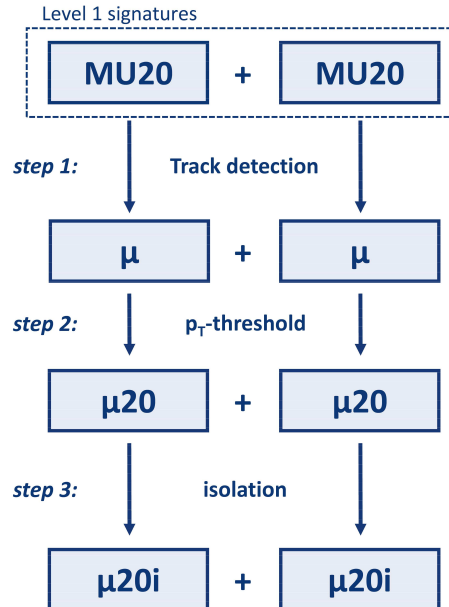 Level 1 signatures
MU20 + MU20
step 1: Track detection
μ + μ
step 2: pT-threshold
μ20 + μ20
step 3: isolation
μ20i + μ20i